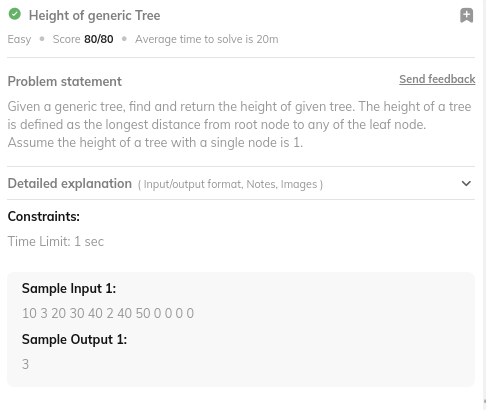 Height of generic Tree
Easy • Score 80/80 • Average time to solve is 20m
Problem statement
Send feedback
Given a generic tree, find and return the height of given tree. The height of a tree
is defined as the longest distance from root node to any of the leaf node.
Assume the height of a tree with a single node is 1.
Detailed explanation ( Input/output format, Notes, Images )
Constraints:
Time Limit: 1 sec
Sample Input 1:
10 3 20 30 40 2 40 50 0 0 0 0
Sample Output 1:
3